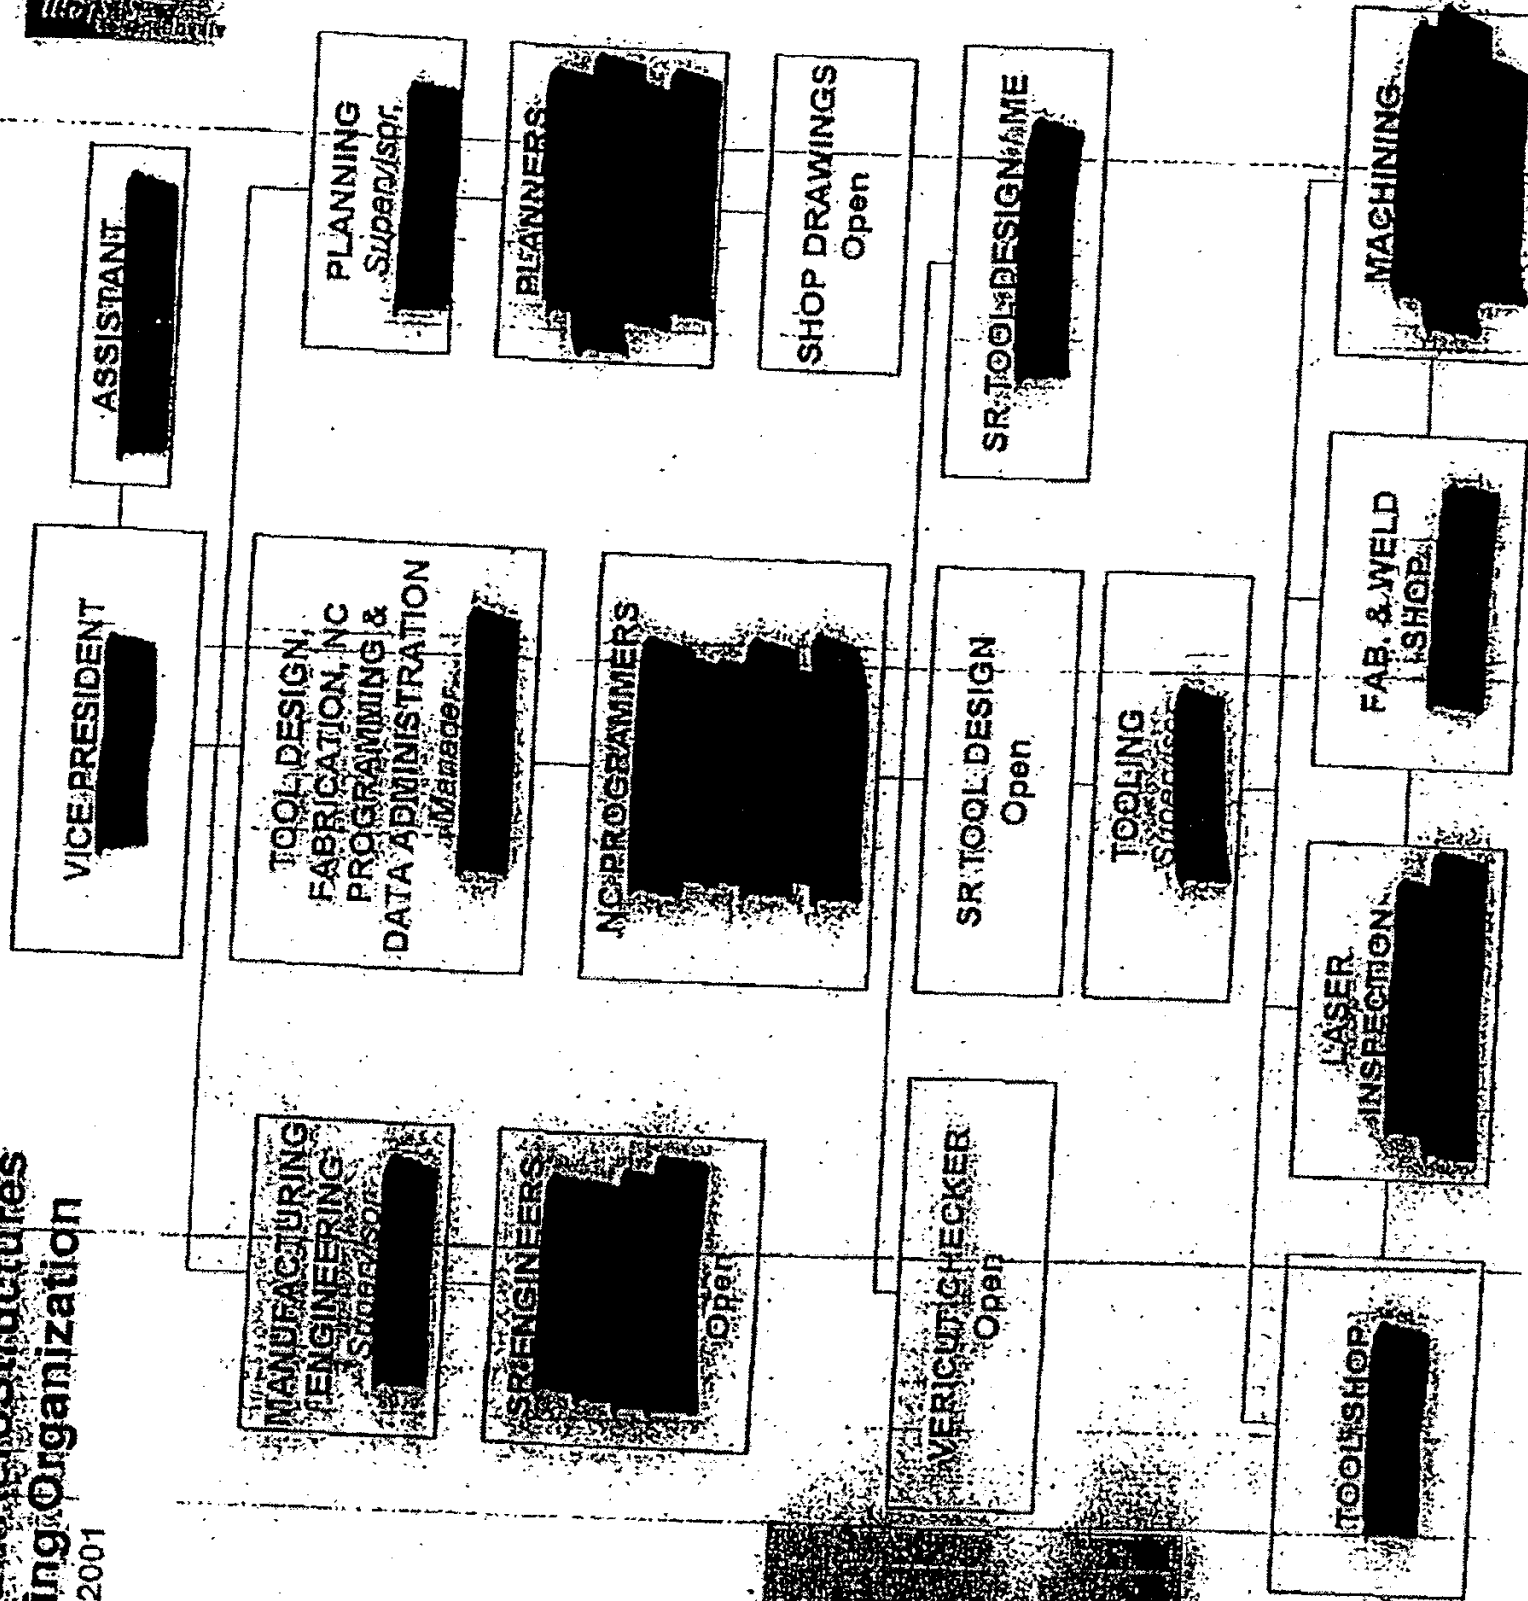 ing Organization
2001
VICE PRESIDENT
ASSISTANT
MANUFACTURING
ENGINEERING
Supervisor
TOOL DESIGN,
FABRICATION, NC
PROGRAMMING &
DATA ADMINISTRATION
Manager
PLANNING
Supervisor,
SR ENGINEERS
Open
NC PROGRAMMERS
PLANNERS
SHOP DRAWINGS
Open
VERICUT CHECKER
Open
SR TOOL DESIGN
Open
SR TOOL DESIGN/ME
TOOLING
Supervisor
TOOL SHOP
LASER
INSPECTION
FAB. & WELD
SHOP
MACHINING